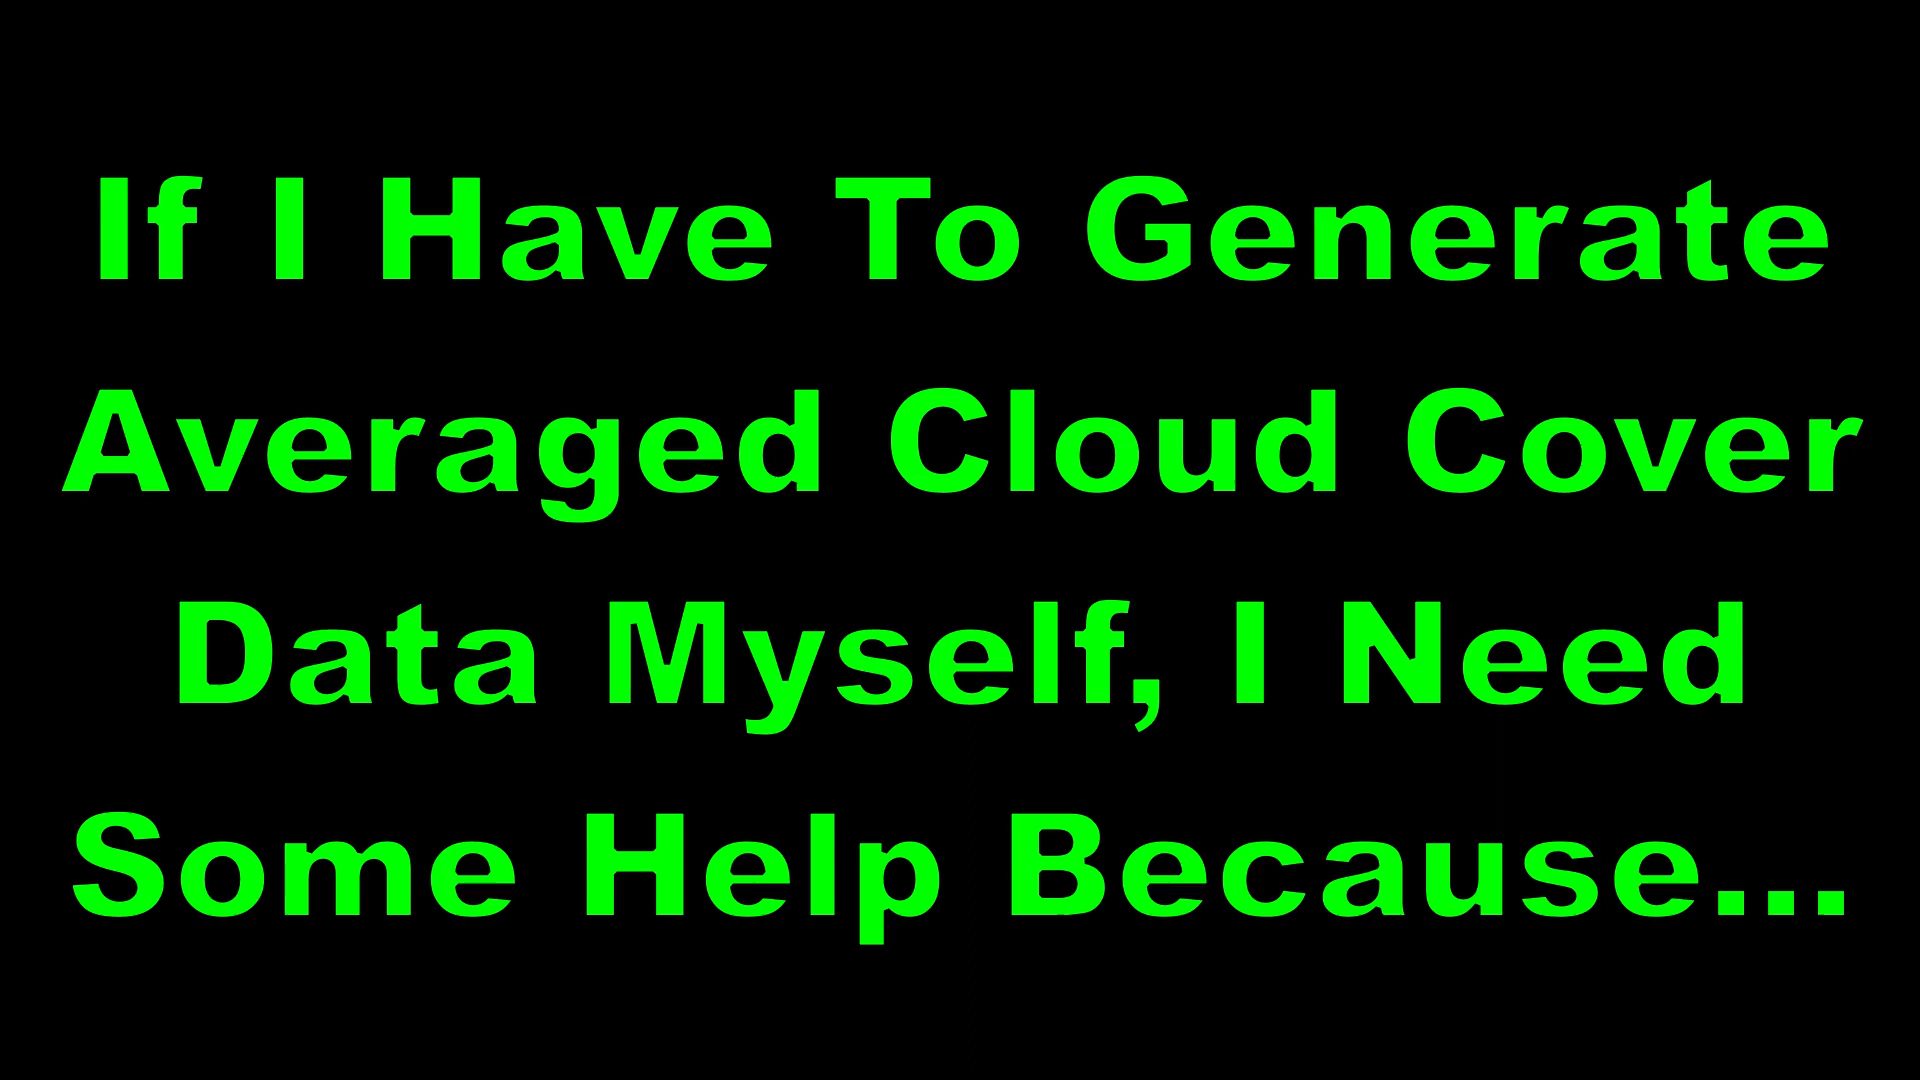 If I Have To Generate
Averaged Cloud Cover
Data Myself, I Need
Some Help Because...